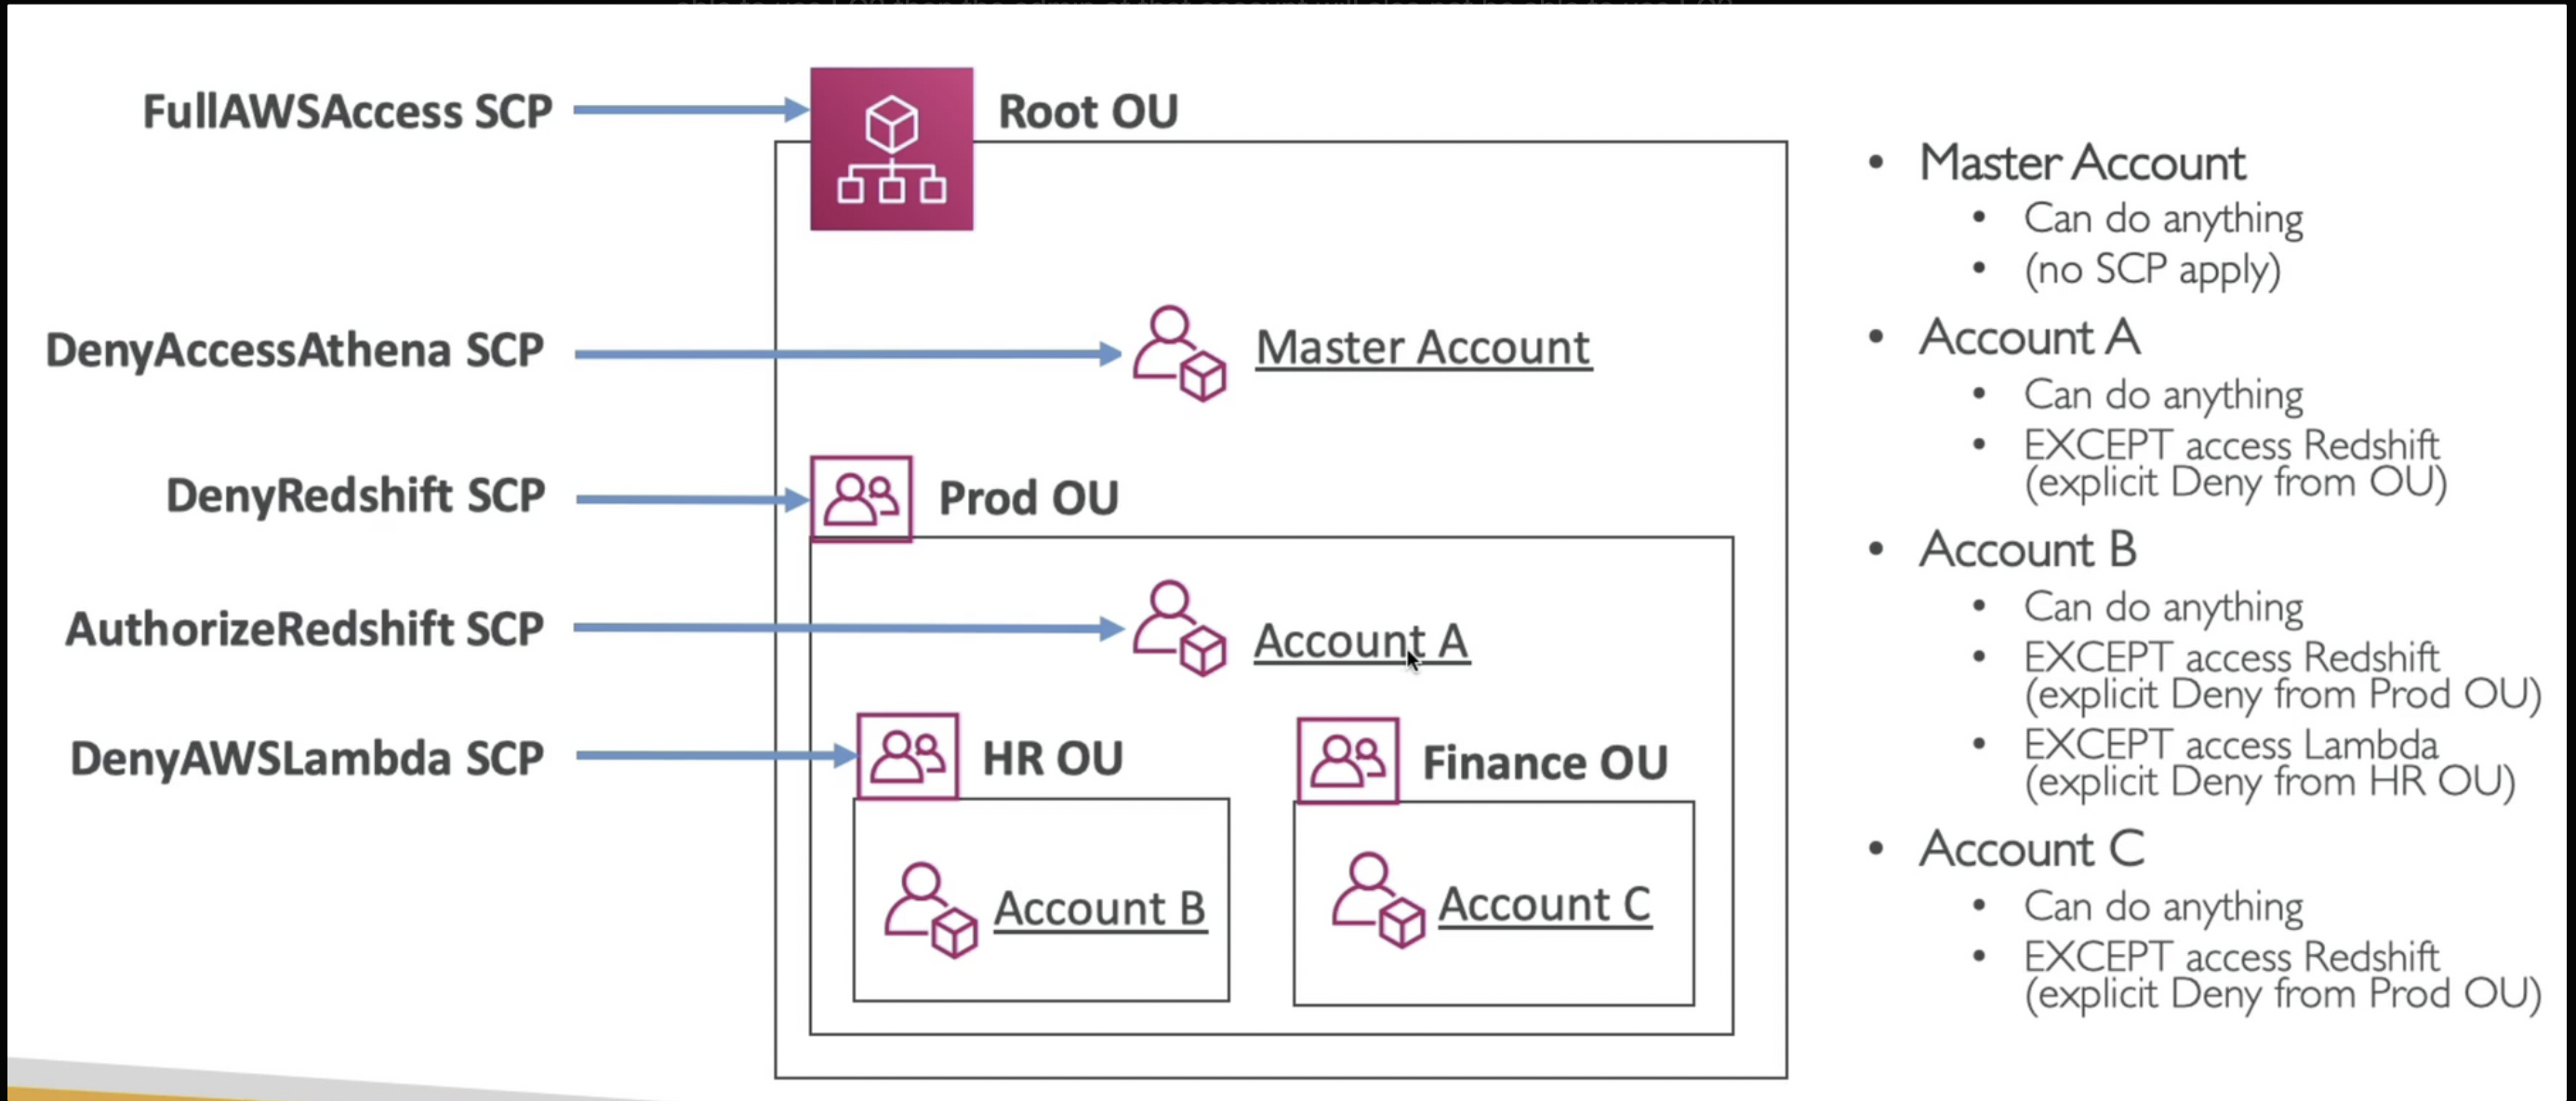 FullAWSAccess SCP
Root OU
DenyAccessAthena SCP
Master Account
DenyRedshift SCP
Prod OU
AuthorizeRedshift SCP
Account A
DenyAWSLambda SCP
HR OU
Finance OU
Account B
Account C
• Master Account
• Can do anything
• (no SCP apply)
• Account A
• Can do anything
• EXCEPT access Redshift
(explicit Deny from OU)
• Account B
• Can do anything
• EXCEPT access Redshift
(explicit Deny from Prod OU)
• EXCEPT access Lambda
(explicit Deny from HR OU)
• Account C
• Can do anything
• EXCEPT access Redshift
(explicit Deny from Prod OU)